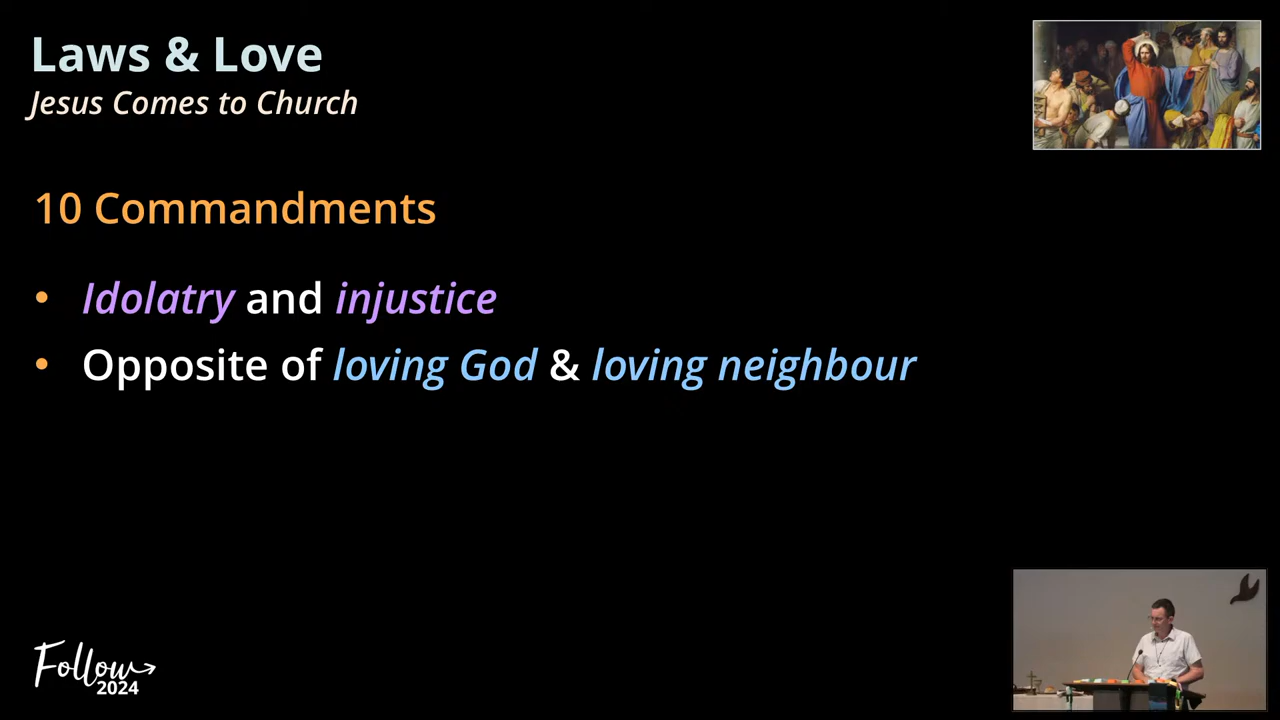 Laws & Love
Jesus Comes to Church
10 Commandments
• Idolatry and injustice
• Opposite of loving God & loving neighbour
Follow
2024